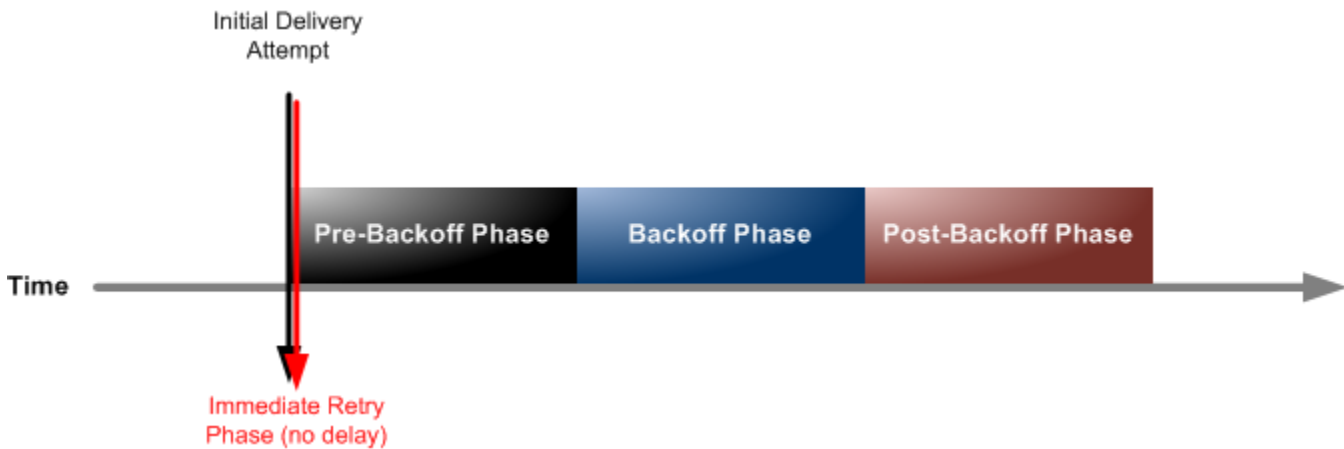 Initial Delivery
Attempt
Pre-Backoff Phase
Backoff Phase
Post-Backoff Phase
Time
Immediate Retry
Phase (no delay)